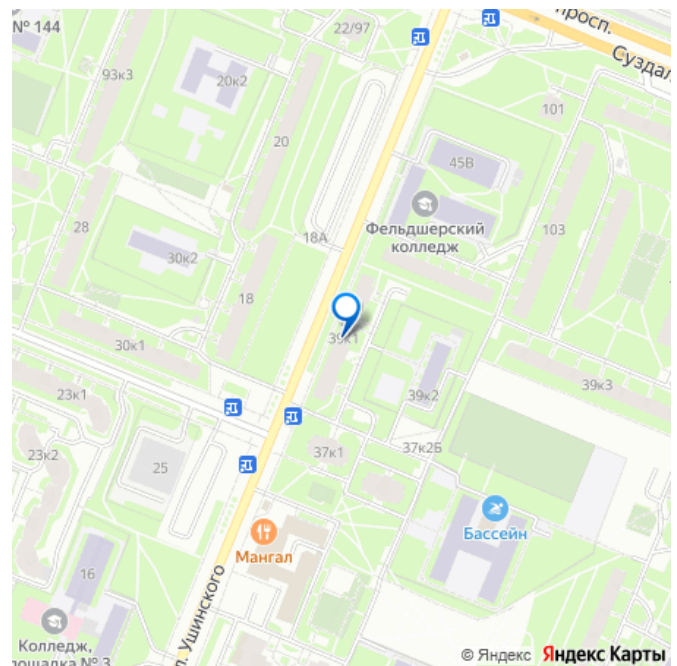 № 144
22/97
просп.
Суздал
93к3
20к2
101
20
45В
Фельдшерский
колледж
28
18А
103
30к2
18
30к1
39к1
39к3
23к1
39к2
23к2
37к1
37к2Б
25
Бассейн
Мангал
16
л. Ушинского
Колледж,
лощадка № 3
© Яндекс Яндекс Карты